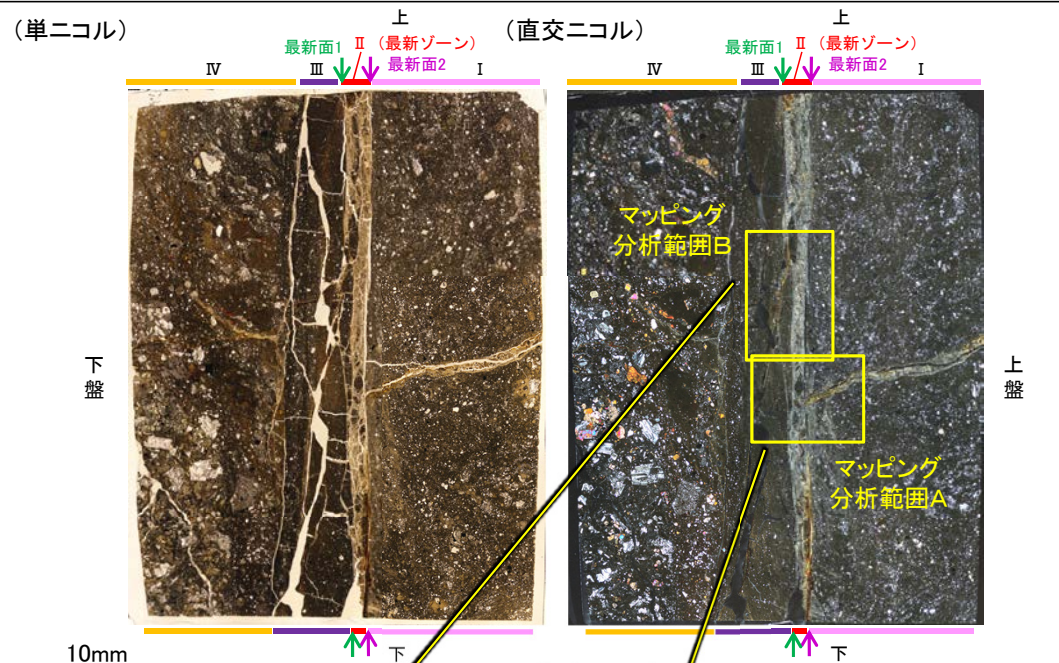 (単ニコル)
上
最新面1
Ⅱ (最新ゾーン)
最新面2
Ⅳ
Ⅲ
Ⅰ
下盤
10mm
下
(直交ニコル)
上
最新面1
Ⅱ (最新ゾーン)
最新面2
Ⅳ
Ⅲ
Ⅰ
マッピング
分析範囲B
マッピング
分析範囲A
上盤
下